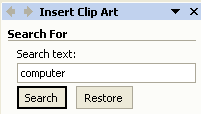 Insert Clip Art
Search For
Search text:
computer
Search Restore